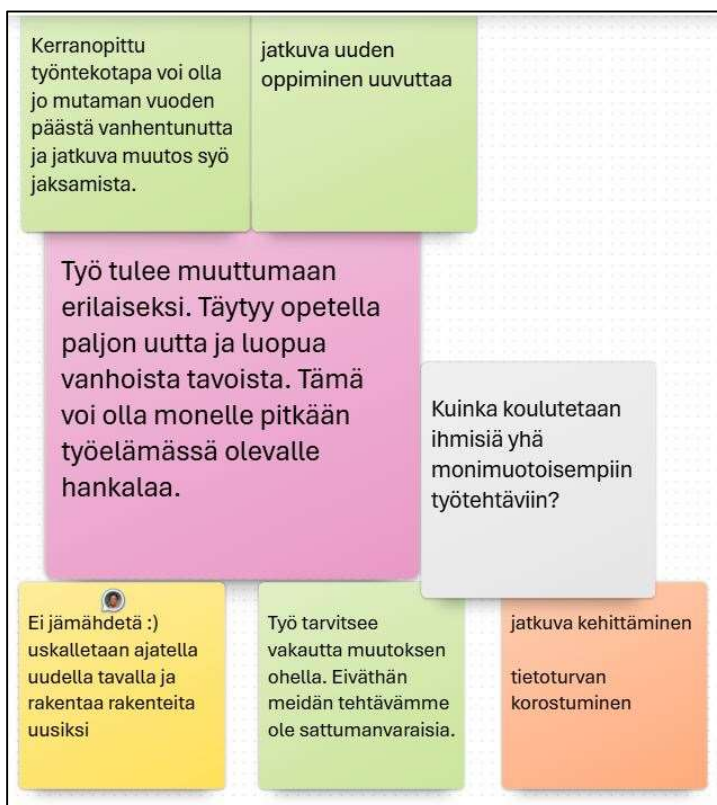 Kerranopittu
työntekotapa voi olla
jo mutaman vuoden
päästä vanhentunutta
ja jatkuva muutos syö
jaksamista.
jatkuva uuden
oppiminen uuvuttaa
Työ tulee muuttumaan
erilaiseksi. Täytyy opetella
paljon uutta ja luopua
vanhoista tavoista. Tämä
voi olla monelle pitkään
työelämässä olevalle
hankalaa.
Kuinka koulutetaan
ihmisiä yhä
monimuotoisempiin
työtehtäviin?
Ei jämähdetä :)
uskalletaan ajatella
uudella tavalla ja
rakentaa rakenteita
uusiksi
Työ tarvitsee
vakautta muutoksen
ohella. Eiväthän
meidän tehtävämme
ole sattumanvaraisia.
jatkuva kehittäminen
tietoturvan
korostuminen